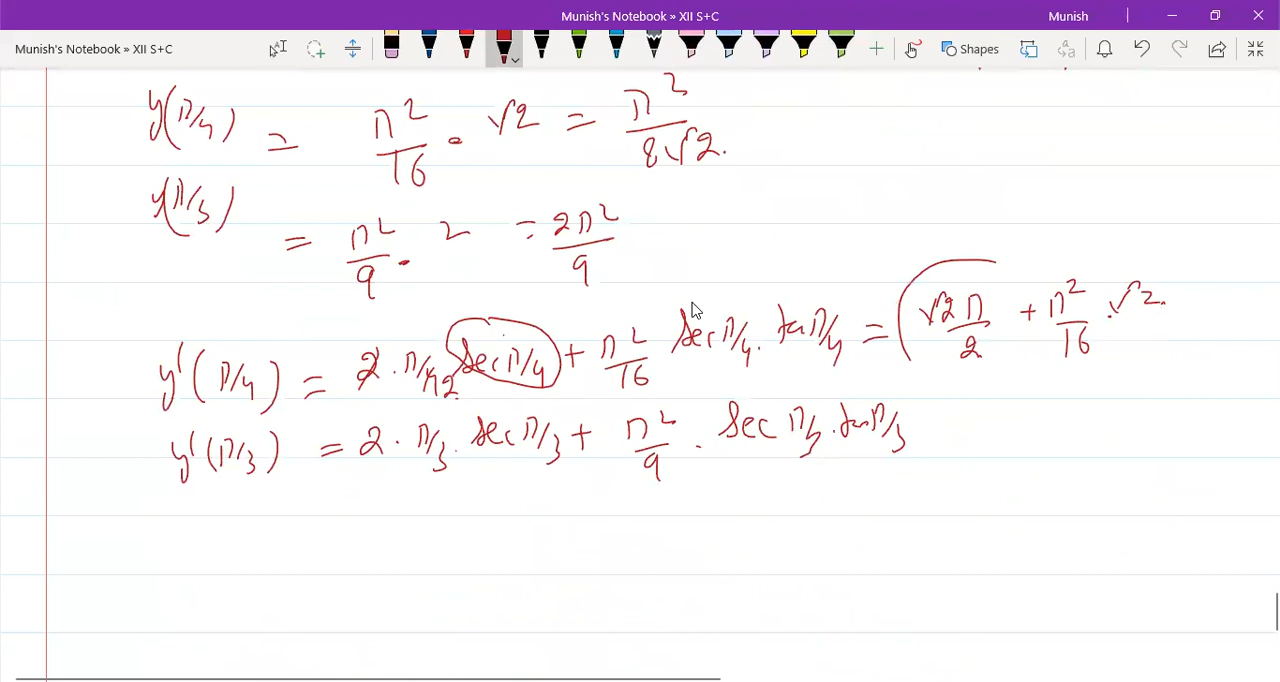 Munish's Notebook » XII S+C
Munish
Munish's Notebook » XII S+C
Shapes
y(π/4) = π²/16 · √2 = π²/8√2.
y(π/3) = π²/9 · 2 = 2π²/9
y'(π/4) = 2 · π/4 2 · sec π/4 + π²/16 sec π/4 · tan π/4 = (√2π/2 + π²/16 · √2.
y'(π/3) = 2 · π/3 · sec π/3 + π²/9 · sec π/3 · tan π/3